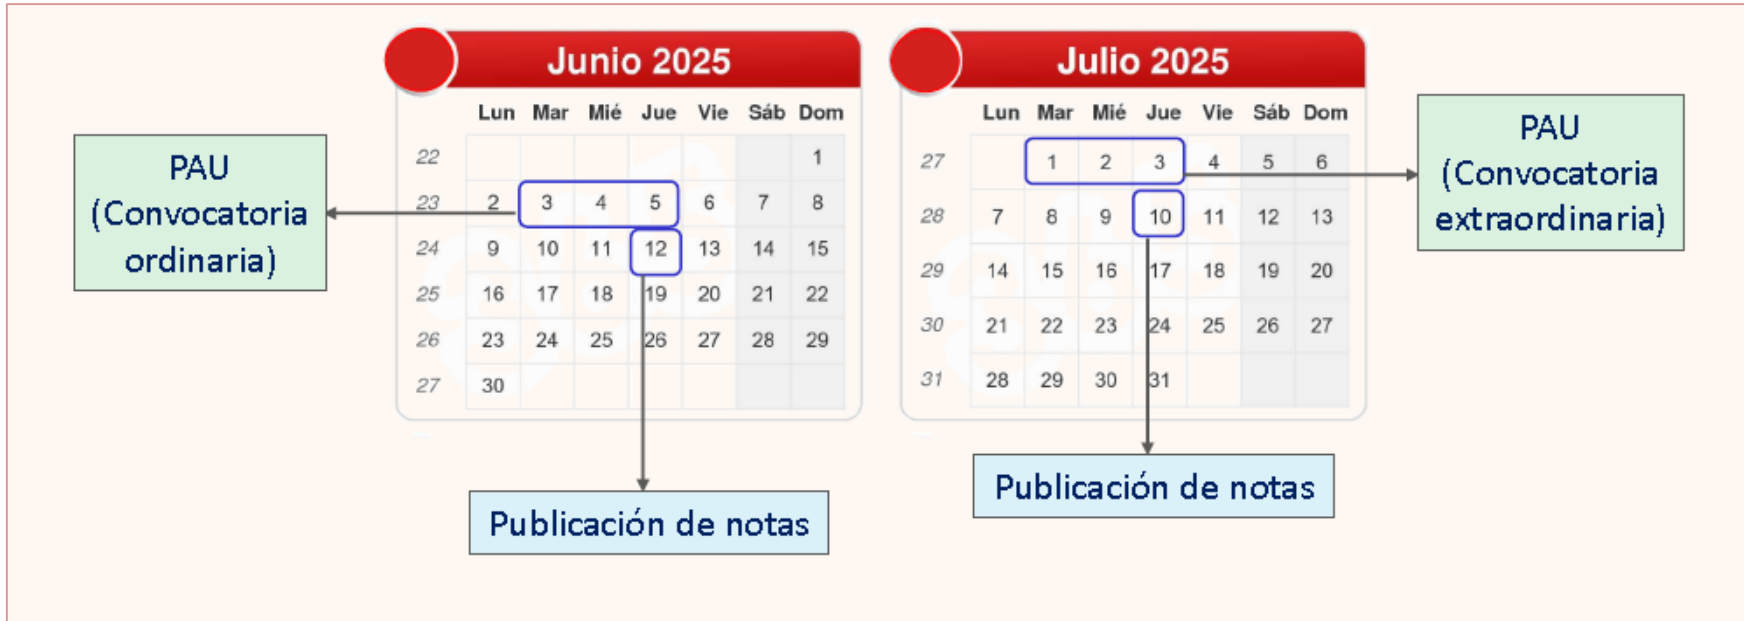 Junio 2025
Lun Mar Mié Jue Vie Sáb Dom
22 1
23 2 3 4 5 6 7 8
24 9 10 11 12 13 14 15
25 16 17 18 19 20 21 22
26 23 24 25 26 27 28 29
27 30
Julio 2025
Lun Mar Mié Jue Vie Sáb Dom
27 1 2 3 4 5 6
28 7 8 9 10 11 12 13
29 14 15 16 17 18 19 20
30 21 22 23 24 25 26 27
31 28 29 30 31
PAU
(Convocatoria
ordinaria)
PAU
(Convocatoria
extraordinaria)
Publicación de notas
Publicación de notas